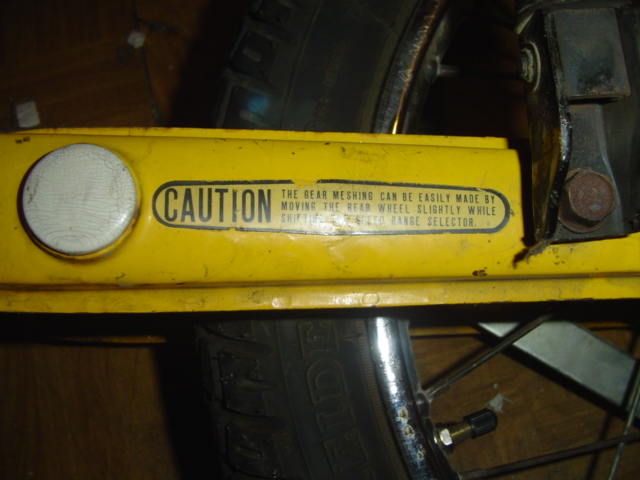 CAUTION
THE GEAR MESHING CAN BE EASILY MADE BY
MOVING THE REAR WHEEL SLIGHTLY WHILE
SHIFTING RANGE SELECTOR.